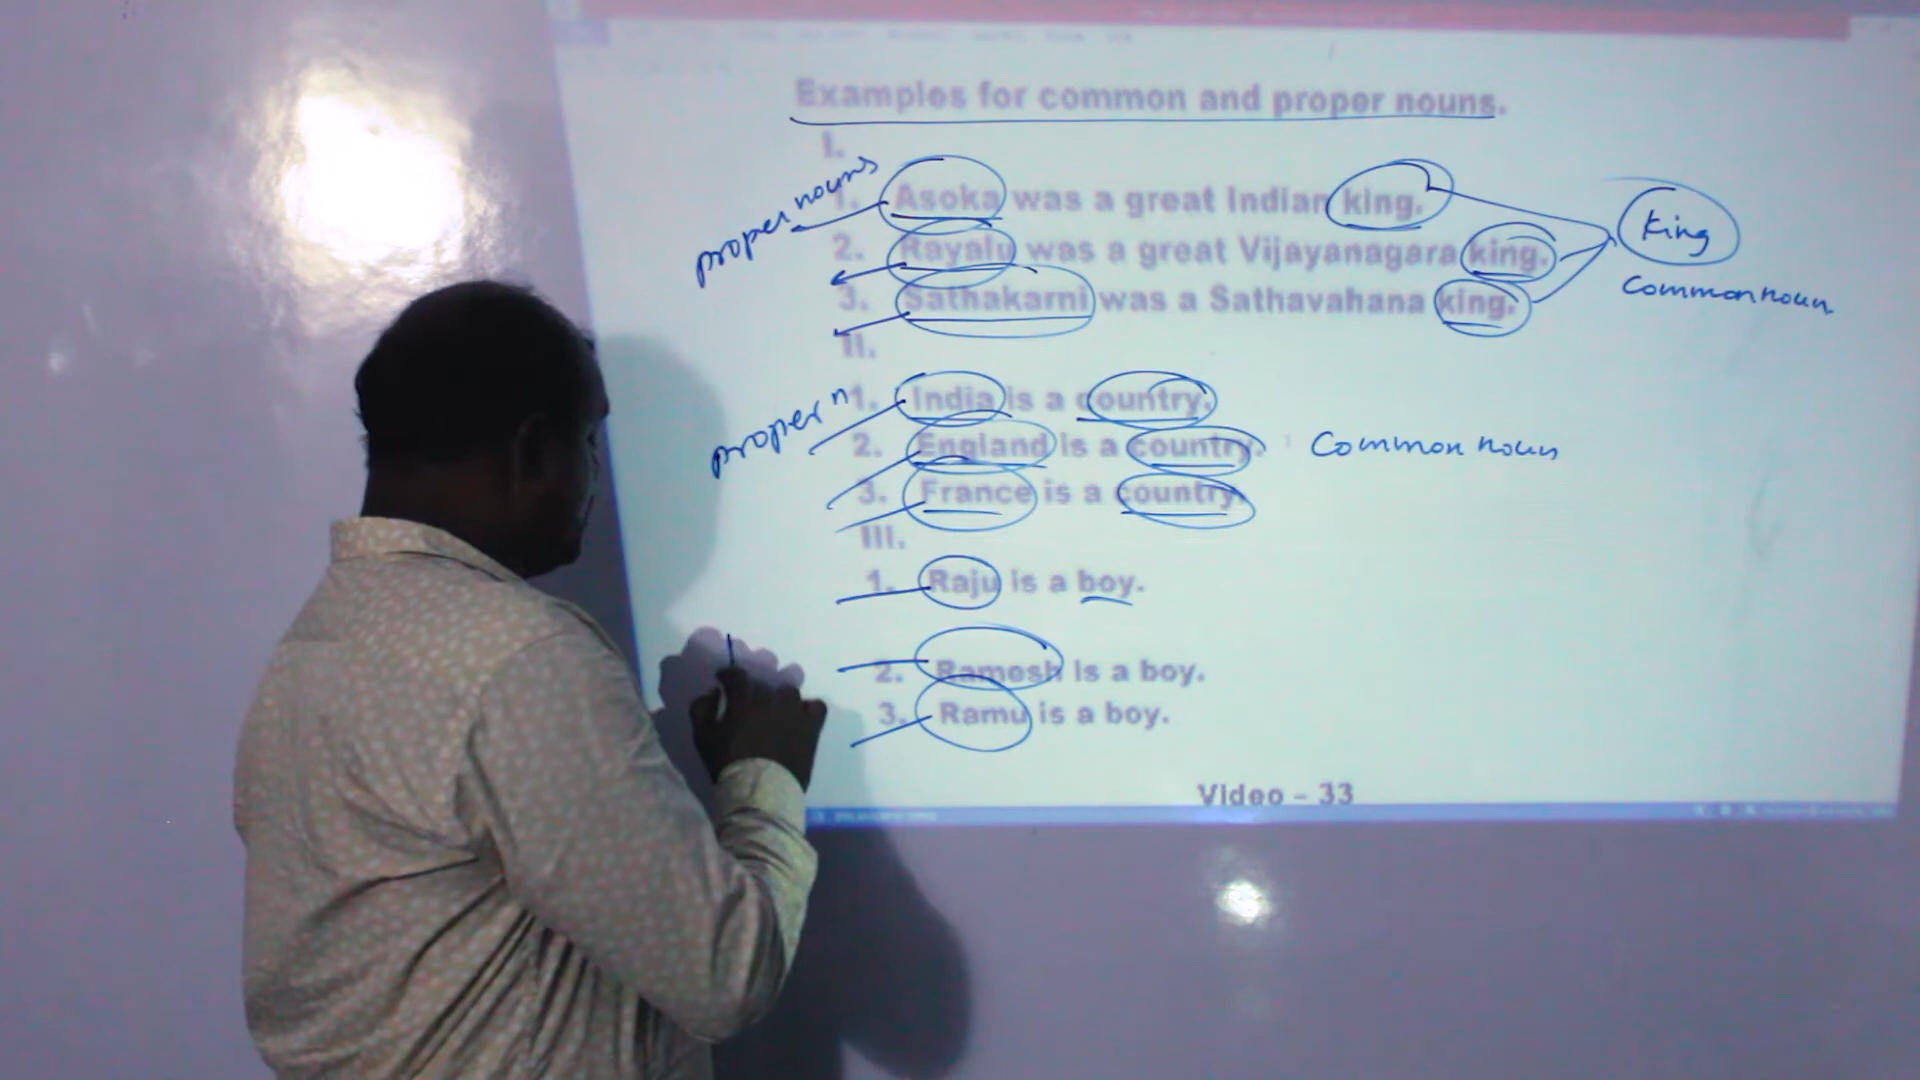 Examples for common and proper nouns.
I.
proper nouns
1. Asoka was a great Indian king.
king
2. Rayalu was a great Vijayanagara king.
Common noun
3. Sathakarni was a Sathavahana king.
II.
proper n
1. India is a country.
2. England is a country. Common noun
3. France is a country.
III.
1. Raju is a boy.
2. Ramesh is a boy.
3. Ramu is a boy.
Video – 33